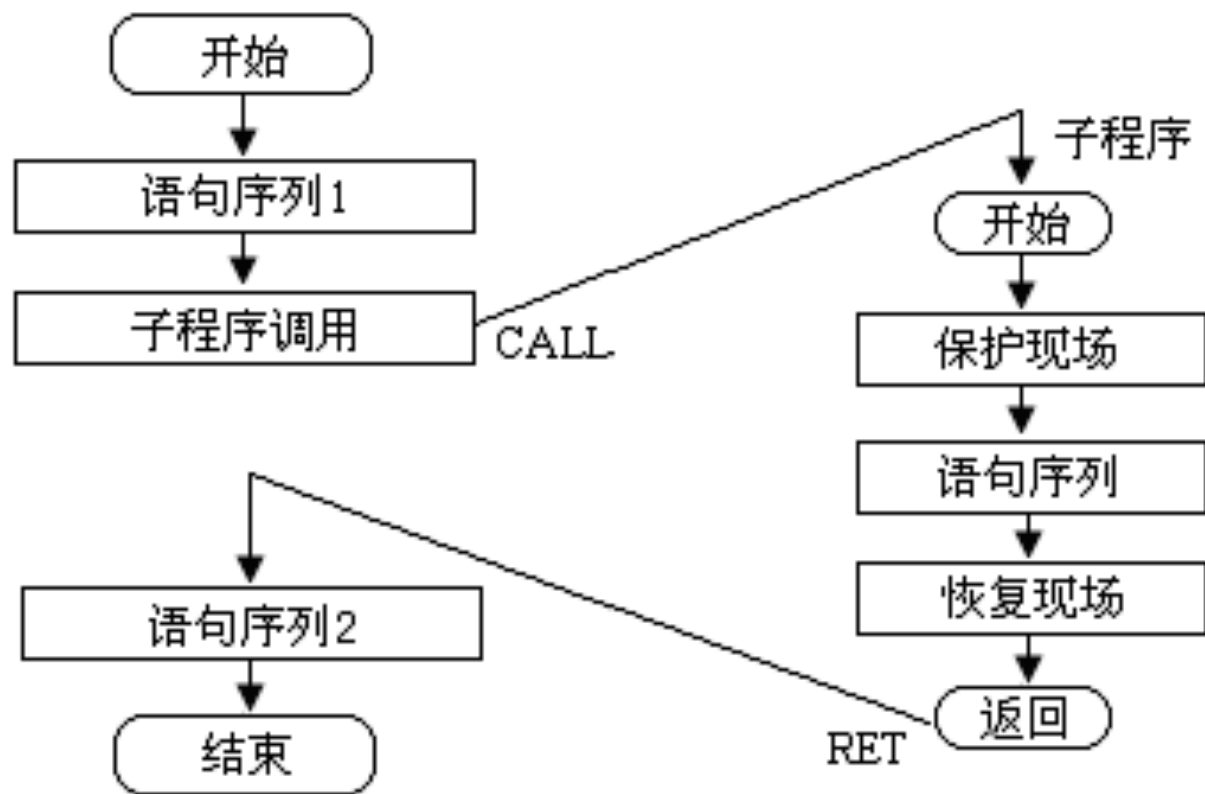 开始
语句序列1
子程序调用
CALL
子程序
开始
保护现场
语句序列
恢复现场
返回
RET
语句序列2
结束